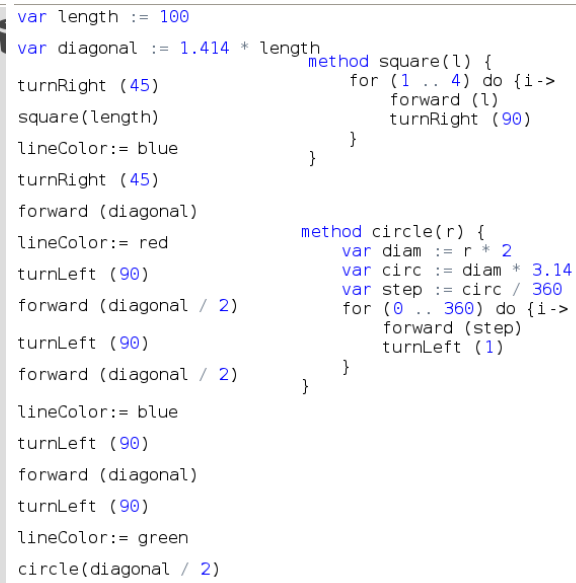 var length := 100
var diagonal := 1.414 * length
turnRight (45)
square(length)
lineColor:= blue
turnRight (45)
forward (diagonal)
lineColor:= red
turnLeft (90)
forward (diagonal / 2)
turnLeft (90)
forward (diagonal / 2)
lineColor:= blue
turnLeft (90)
forward (diagonal)
turnLeft (90)
lineColor:= green
circle(diagonal / 2)
method square(l) {
    for (1 .. 4) do {i->
        forward (l)
        turnRight (90)
    }
}
method circle(r) {
    var diam := r * 2
    var circ := diam * 3.14
    var step := circ / 360
    for (0 .. 360) do {i->
        forward (step)
        turnLeft (1)
    }
}